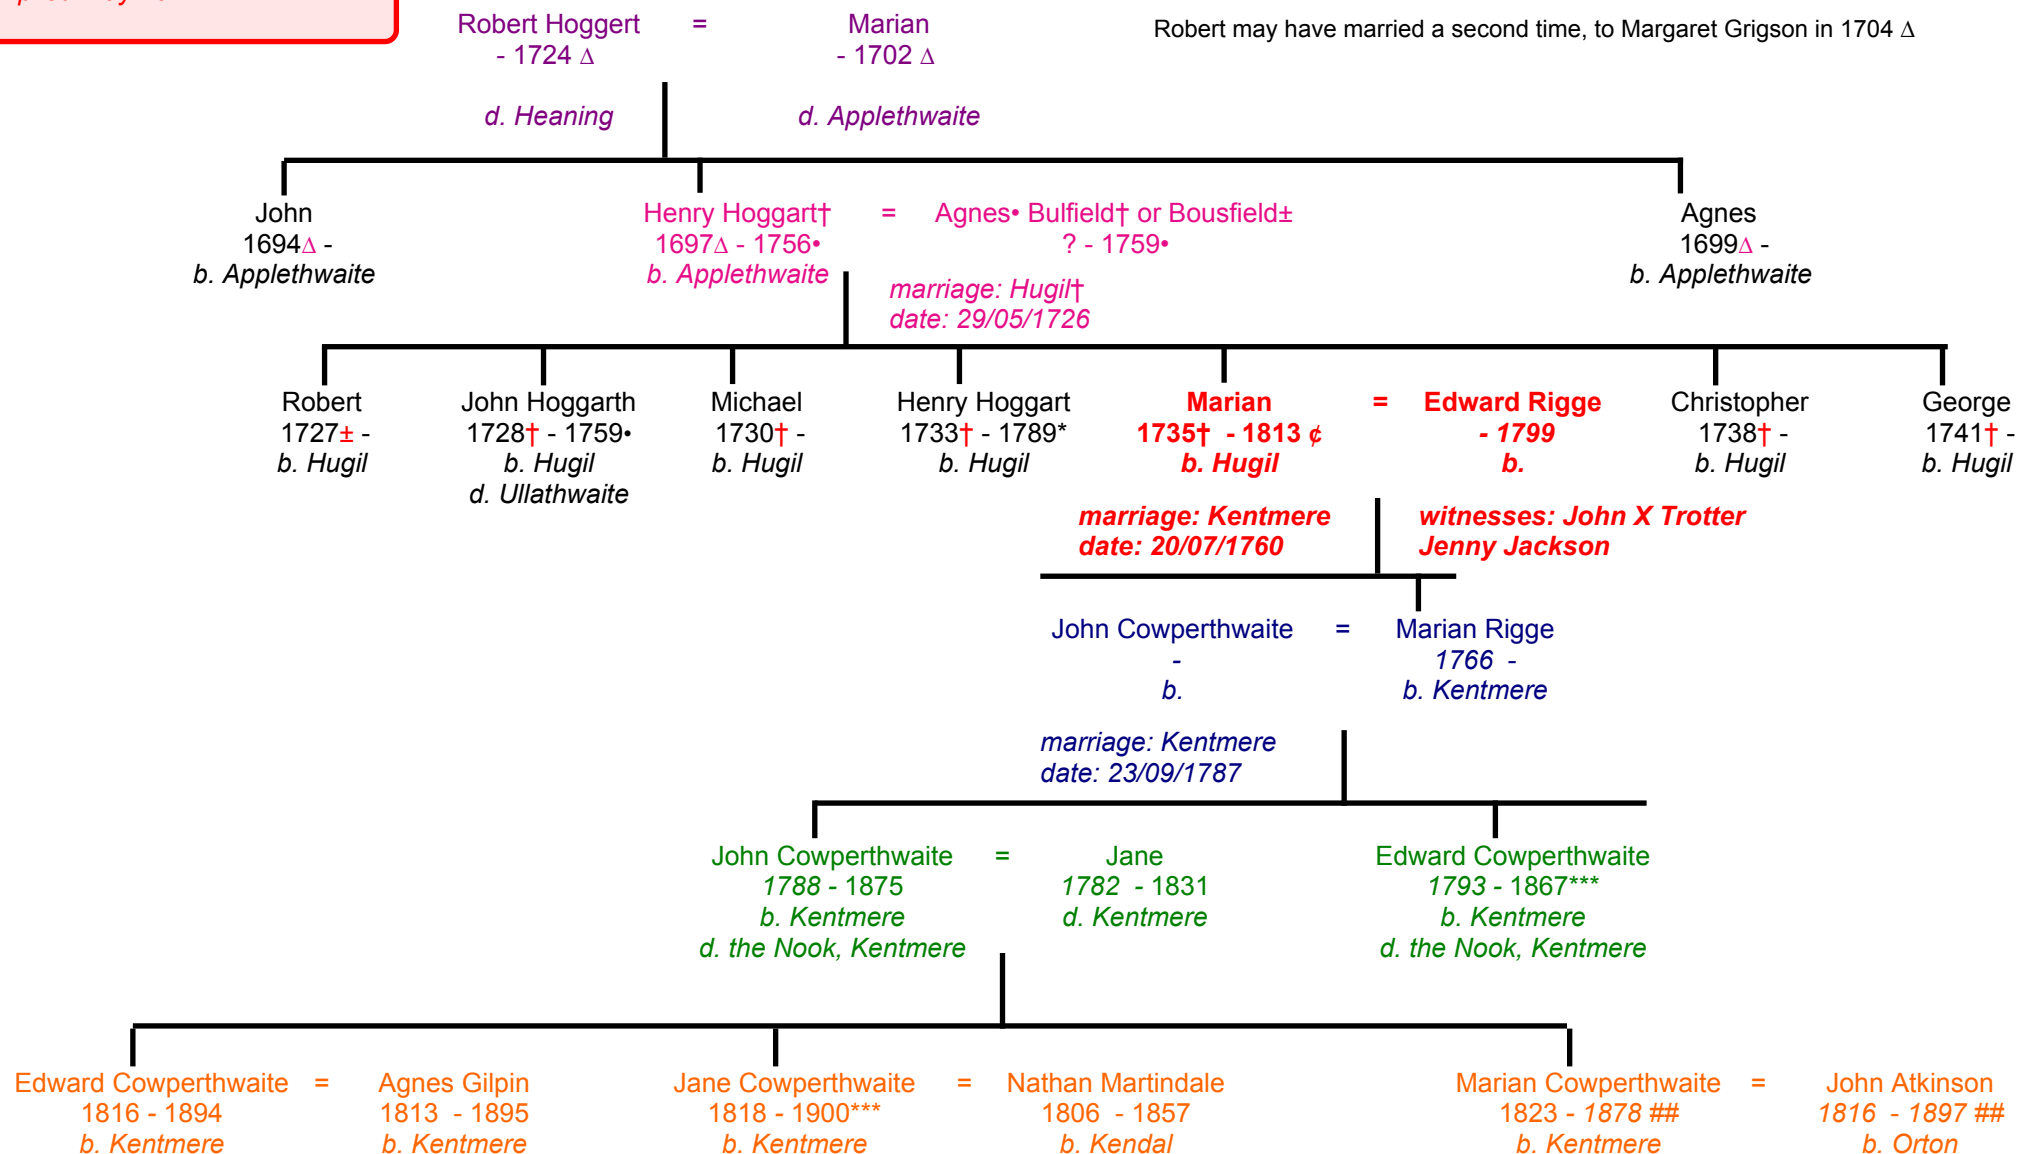 Robert Hoggert = Marian
- 1724 Δ - 1702 Δ
d. Heaning d. Applethwaite
Robert may have married a second time, to Margaret Grigson in 1704 Δ
John Henry Hoggart† = Agnes• Bulfield† or Bousfield± Agnes
1694Δ - 1697Δ - 1756• ? - 1759• 1699Δ -
b. Applethwaite b. Applethwaite b. Applethwaite
marriage: Hugil†
date: 29/05/1726
Robert John Hoggarth Michael Henry Hoggart Marian = Edward Rigge Christopher George
1727± - 1728† - 1759• 1730† - 1733† - 1789* 1735† - 1813 ¢ - 1799 1738† - 1741† -
b. Hugil b. Hugil b. Hugil b. Hugil b. Hugil b. b. Hugil b. Hugil
d. Ullathwaite
marriage: Kentmere witnesses: John X Trotter
date: 20/07/1760 Jenny Jackson
John Cowperthwaite = Marian Rigge
- 1766 -
b. b. Kentmere
marriage: Kentmere
date: 23/09/1787
John Cowperthwaite = Jane Edward Cowperthwaite
1788 - 1875 1782 - 1831 1793 - 1867***
b. Kentmere d. Kentmere b. Kentmere
d. the Nook, Kentmere d. the Nook, Kentmere
Edward Cowperthwaite = Agnes Gilpin Jane Cowperthwaite = Nathan Martindale Marian Cowperthwaite = John Atkinson
1816 - 1894 1813 - 1895 1818 - 1900*** 1806 - 1857 1823 - 1878 ## 1816 - 1897 ##
b. Kentmere b. Kentmere b. Kentmere b. Kendal b. Kentmere b. Orton